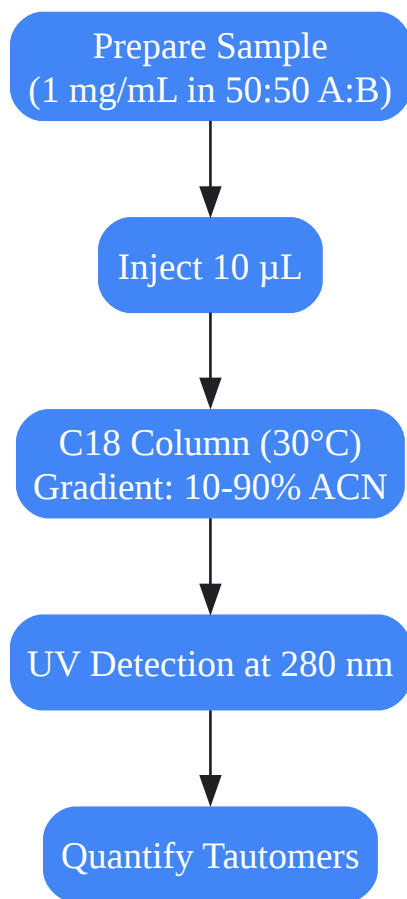 Prepare Sample
(1 mg/mL in 50:50 A:B)
Inject 10 µL
C18 Column (30°C)
Gradient: 10-90% ACN
UV Detection at 280 nm
Quantify Tautomers